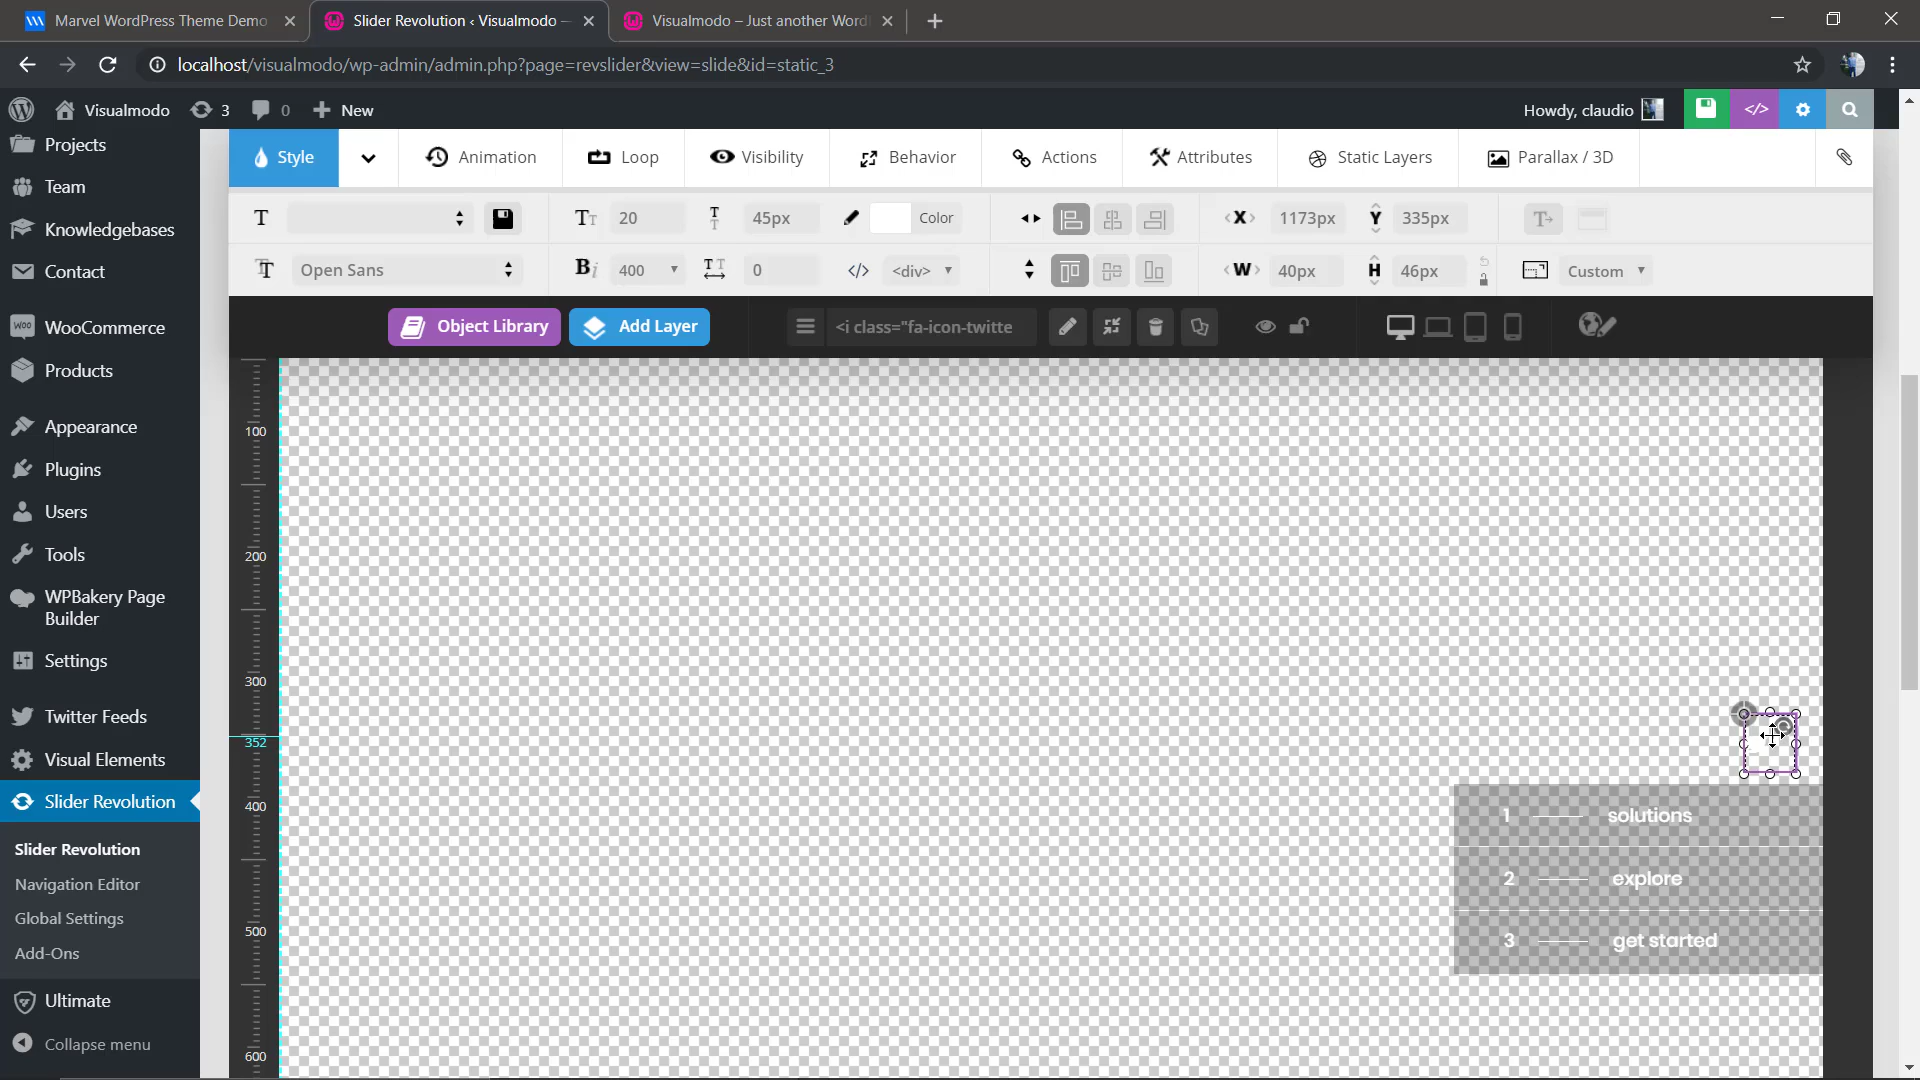 Marvel WordPress Theme Demo
Slider Revolution ‹ Visualmodo —
Visualmodo – Just another Word
localhost/visualmodo/wp-admin/admin.php?page=revslider&view=slide&id=static_3
Visualmodo
3
0
New
Howdy, claudio
</>
Projects
Team
Knowledgebases
Contact
WooCommerce
Products
Appearance
Plugins
Users
Tools
WPBakery Page
Builder
Settings
Twitter Feeds
Visual Elements
Slider Revolution
Slider Revolution
Navigation Editor
Global Settings
Add-Ons
Ultimate
Collapse menu
Style
Animation
Loop
Visibility
Behavior
Actions
Attributes
Static Layers
Parallax / 3D
20
45px
Color
X
1173px
Y
335px
Open Sans
400
0
</>
<div>
W
40px
H
46px
Custom
Object Library
Add Layer
<i class="fa-icon-twitte
100
200
300
352
400
500
600
1 solutions
2 explore
3 get started